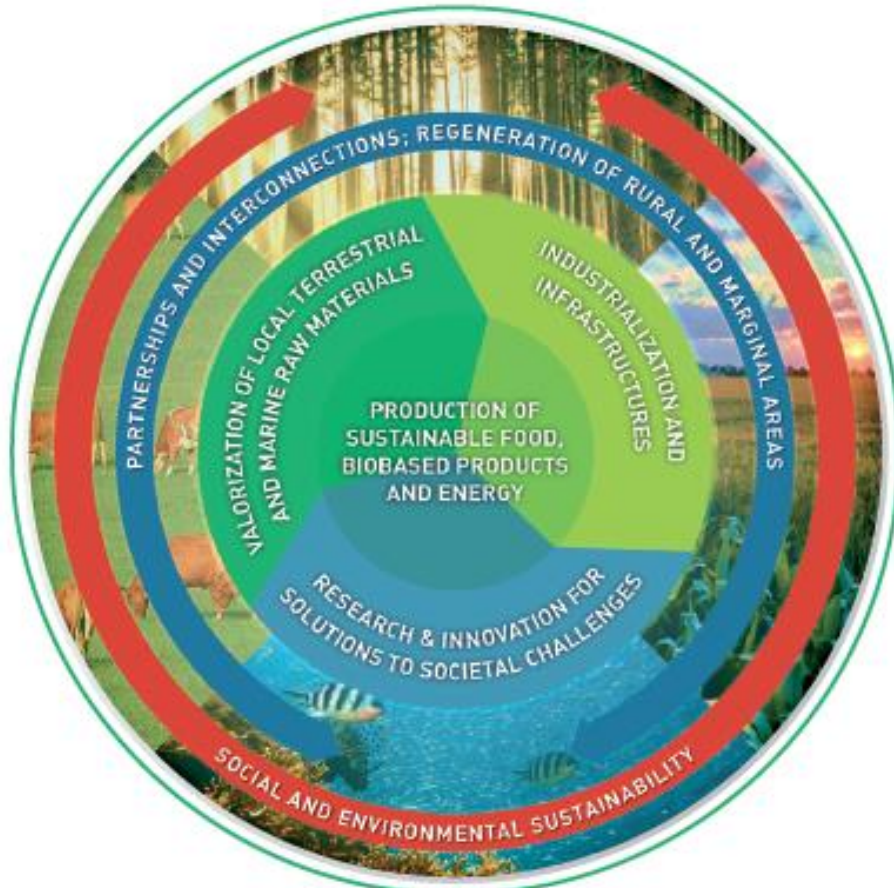 PARTNERSHIPS AND INTERCONNECTIONS; REGENERATION OF RURAL AND MARGINAL AREAS
VALORIZATION OF LOCAL TERRESTRIAL
AND MARINE RAW MATERIALS
INDUSTRIALIZATION AND
INFRASTRUCTURES
PRODUCTION OF
SUSTAINABLE FOOD,
BIOBASED PRODUCTS
AND ENERGY
RESEARCH & INNOVATION FOR
SOLUTIONS TO SOCIETAL CHALLENGES
SOCIAL AND ENVIRONMENTAL SUSTAINABILITY